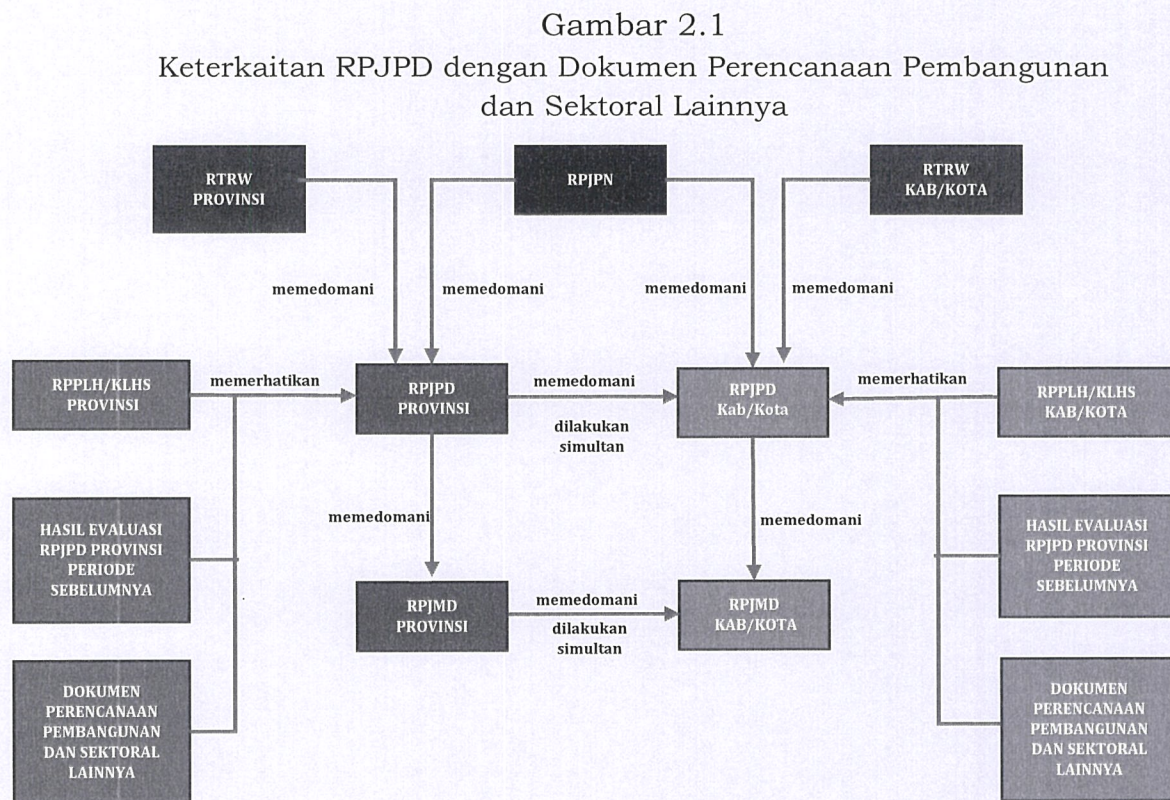 Gambar 2.1
Keterkaitan RPJPD dengan Dokumen Perencanaan Pembangunan
dan Sektoral Lainnya
RTRW
PROVINSI
RPJPN
RTRW
KAB/KOTA
memedomani
memedomani
memedomani
memedomani
RPPLH/KLHS
PROVINSI
memerhatikan
RPJPD
PROVINSI
memedomani
dilakukan
simultan
RPJPD
Kab/Kota
memerhatikan
RPPLH/KLHS
KAB/KOTA
HASIL EVALUASI
RPJPD PROVINSI
PERIODE
SEBELUMNYA
memedomani
memedomani
HASIL EVALUASI
RPJPD PROVINSI
PERIODE
SEBELUMNYA
RPJMD
PROVINSI
memedomani
dilakukan
simultan
RPJMD
KAB/KOTA
DOKUMEN
PERENCANAAN
PEMBANGUNAN
DAN SEKTORAL
LAINNYA
DOKUMEN
PERENCANAAN
PEMBANGUNAN
DAN SEKTORAL
LAINNYA